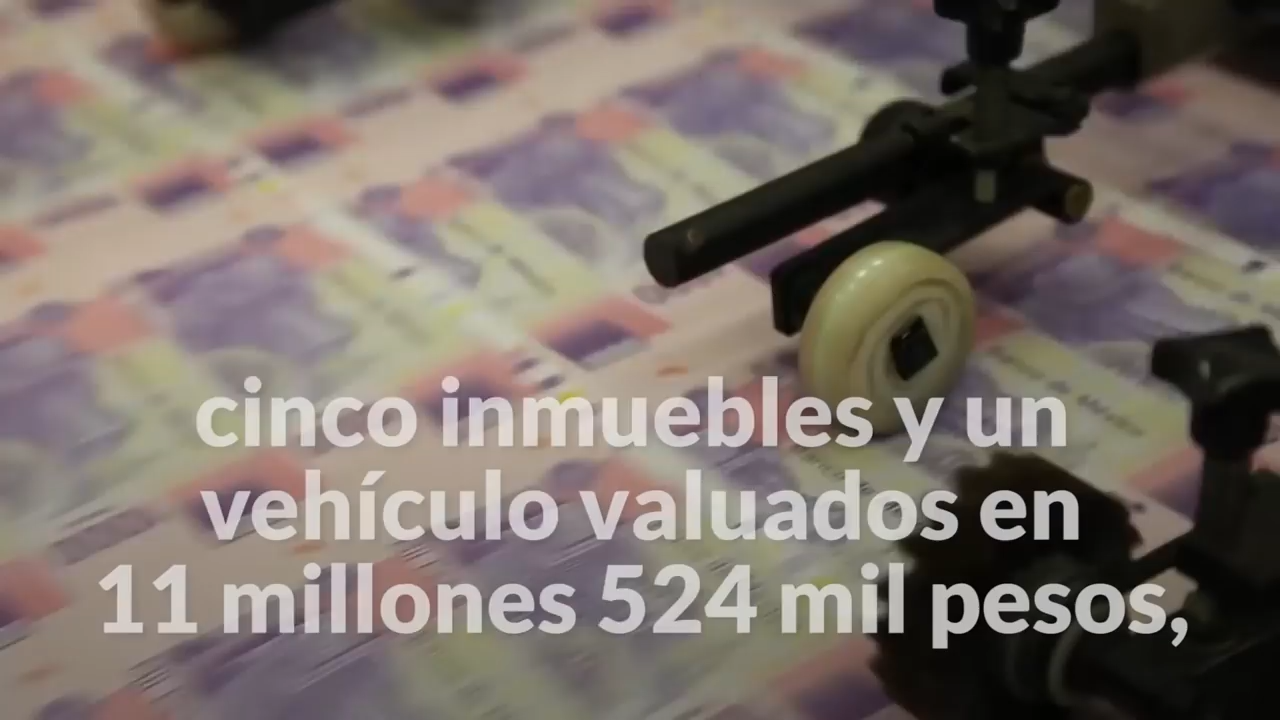 cinco inmuebles y un
vehículo valuados en
11 millones 524 mil pesos,